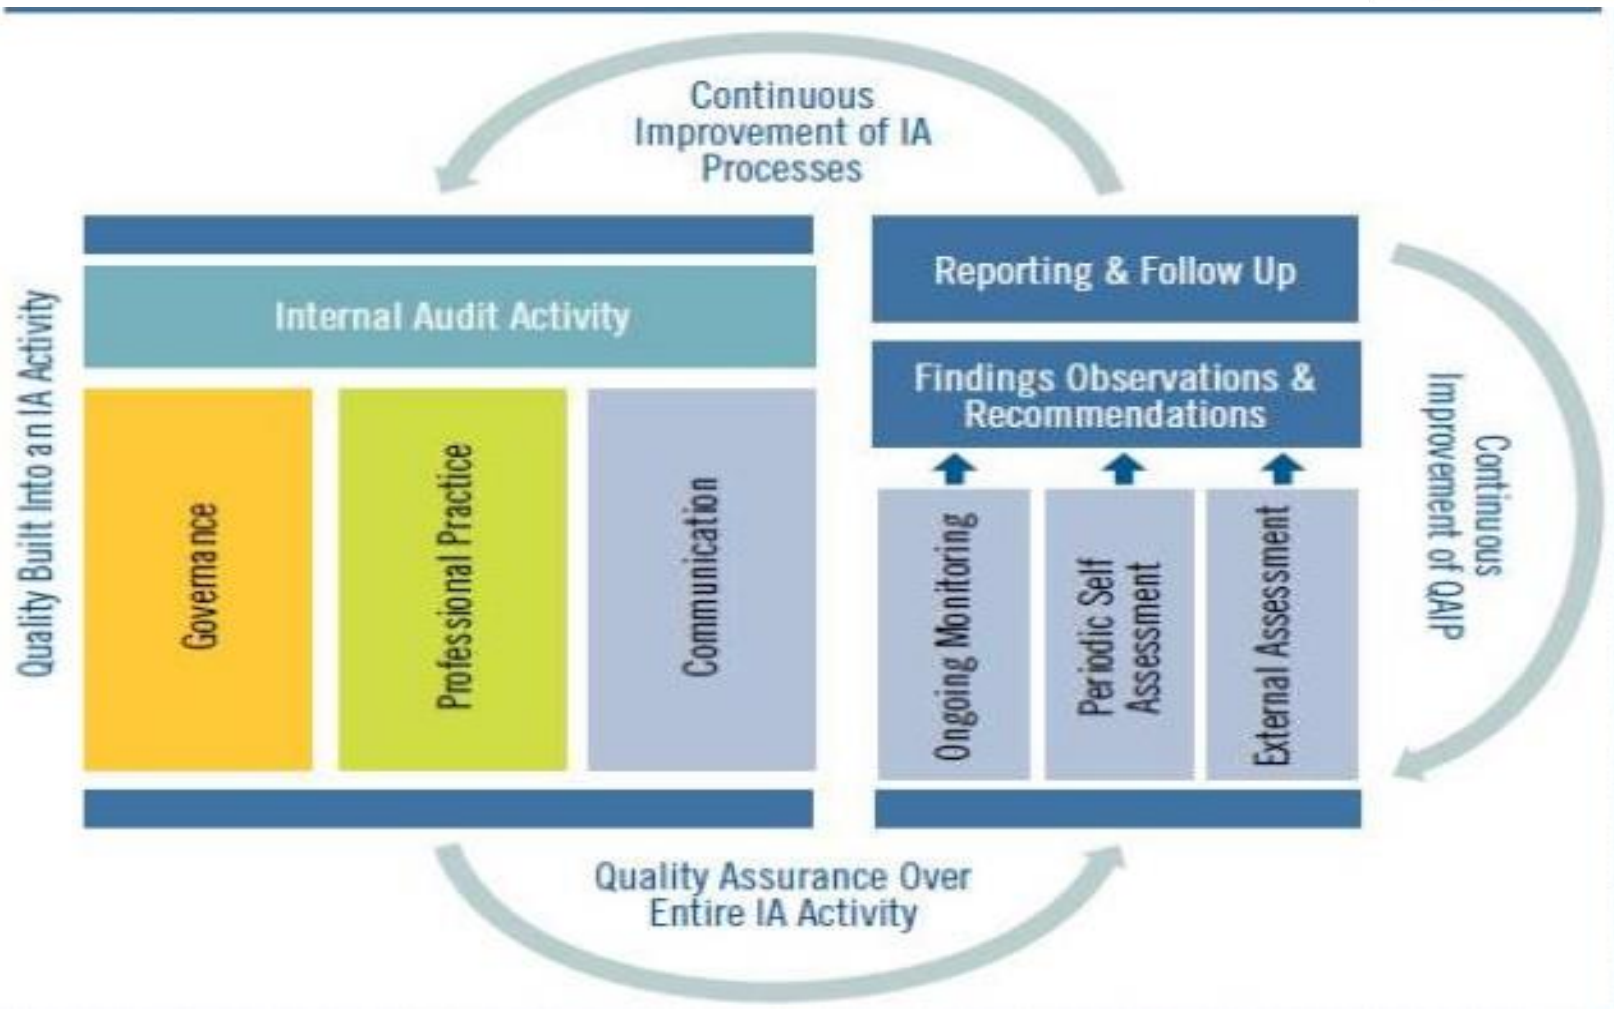 Continuous
Improvement of IA
Processes
Quality Built Into an IA Activity
Internal Audit Activity
Governance
Professional Practice
Communication
Reporting & Follow Up
Findings Observations &
Recommendations
Ongoing Monitoring
Periodic Self
Assessment
External Assessment
Continuous
Improvement of QAIP
Quality Assurance Over
Entire IA Activity